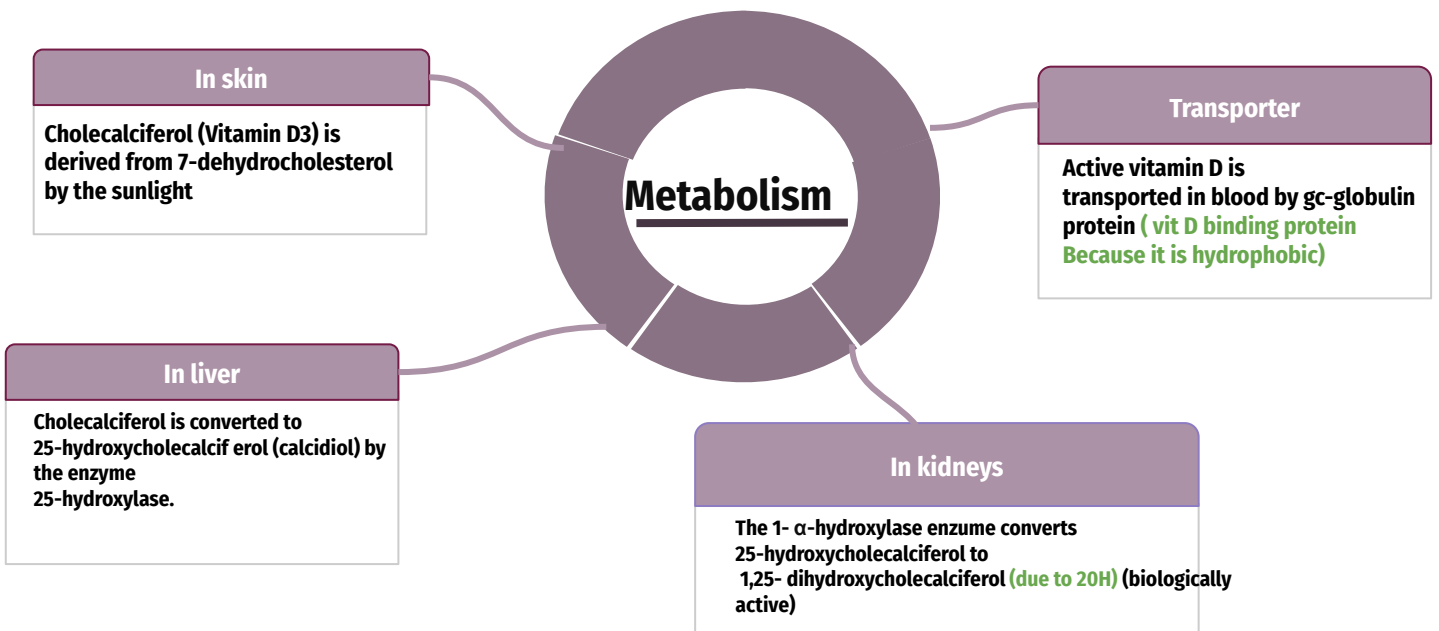 In skin
Cholecalciferol (Vitamin D3) is
derived from 7-dehydrocholesterol
by the sunlight
Metabolism
Transporter
Active vitamin D is
transported in blood by gc-globulin
protein ( vit D binding protein
Because it is hydrophobic)
In liver
Cholecalciferol is converted to
25-hydroxycholecalcif erol (calcidiol) by
the enzyme
25-hydroxylase.
In kidneys
The 1- α-hydroxylase enzume converts
25-hydroxycholecalciferol to
1,25- dihydroxycholecalciferol (due to 2OH) (biologically
active)